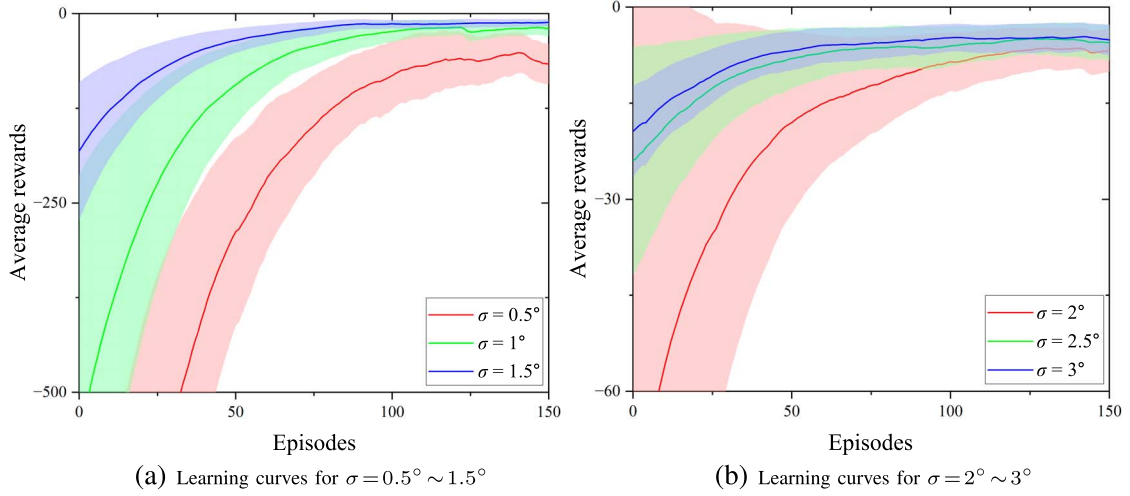 0
−250
−500
0
50
100
150
Average rewards
Episodes
σ = 0.5°
σ = 1°
σ = 1.5°
(a) Learning curves for σ = 0.5° ∼ 1.5°
0
−30
−60
0
50
100
150
Average rewards
Episodes
σ = 2°
σ = 2.5°
σ = 3°
(b) Learning curves for σ = 2° ∼ 3°